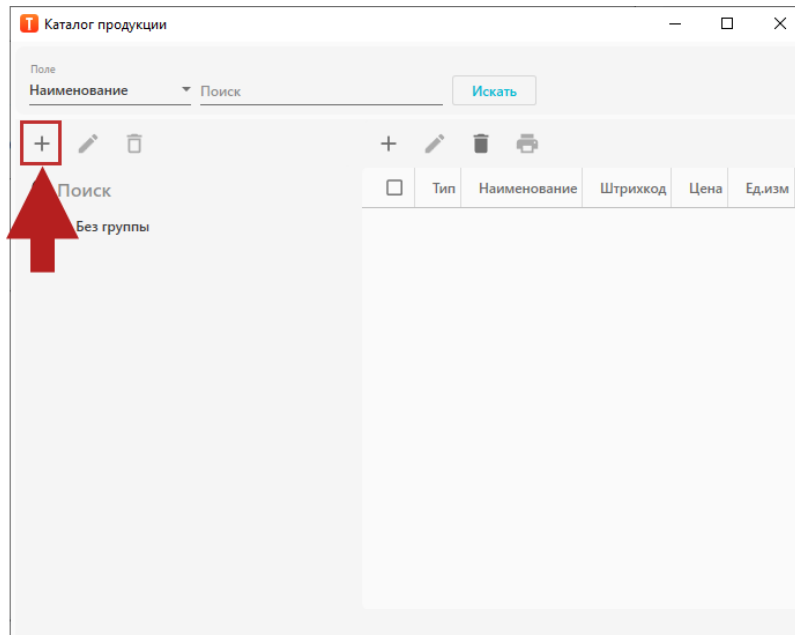 Т Каталог продукции
Поле
Наименование Поиск Искать
Поиск
Тип Наименование Штрихкод Цена Ед.изм
Без группы